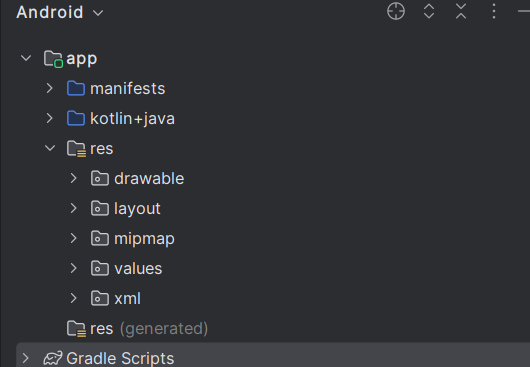 Android
app
manifests
kotlin+java
res
drawable
layout
mipmap
values
xml
res (generated)
Gradle Scripts